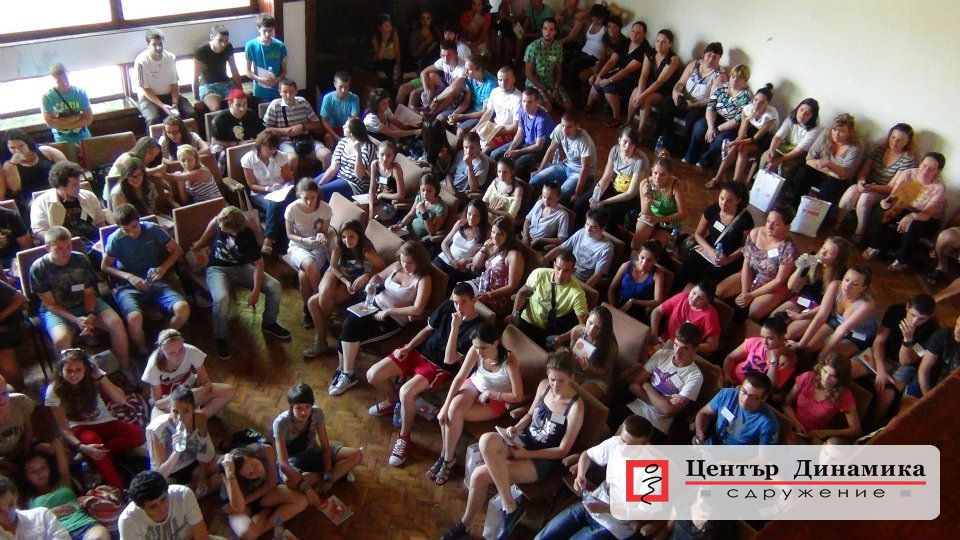 Център Динамика
сдружение